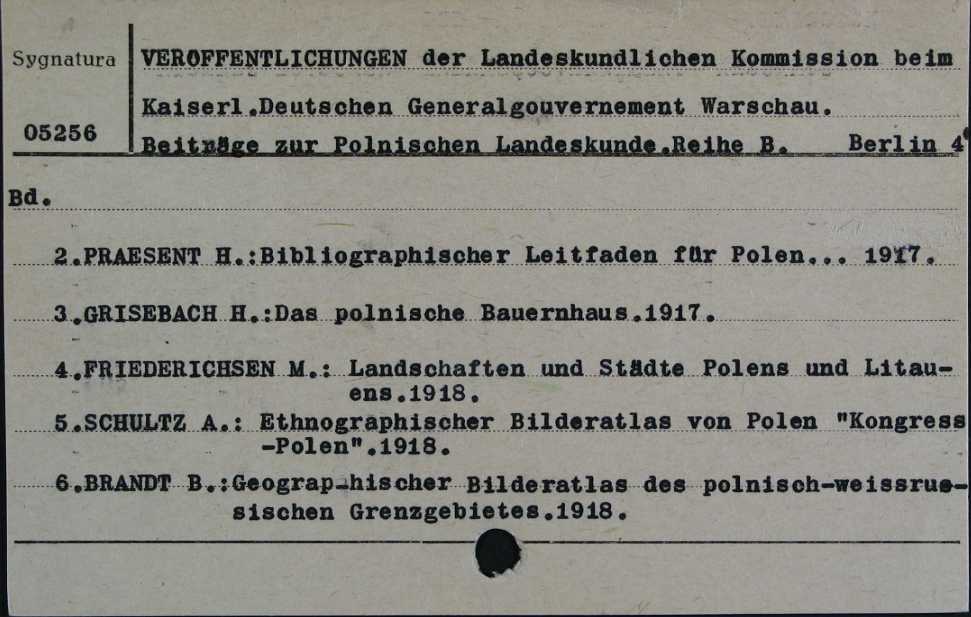 Sygnatura
05256
VERÖFFENTLICHUNGEN der Landeskundlichen Kommission beim
Kaiserl.Deutschen Generalgouvernement Warschau.
Beiträge zur Polnischen Landeskunde.Reihe B. Berlin 4°
Bd.
2.PRAESENT H.:Bibliographischer Leitfaden für Polen... 1917.
3.GRISEBACH H.:Das polnische Bauernhaus.1917.
4.FRIEDERICHSEN M.: Landschaften und Städte Polens und Litau-
ens.1918.
5.SCHULTZ A.: Ethnographischer Bilderatlas von Polen "Kongress
-Polen".1918.
6.BRANDT B.:Geograp-hischer Bilderatlas des polnisch-weissrus-
sischen Grenzgebietes.1918.